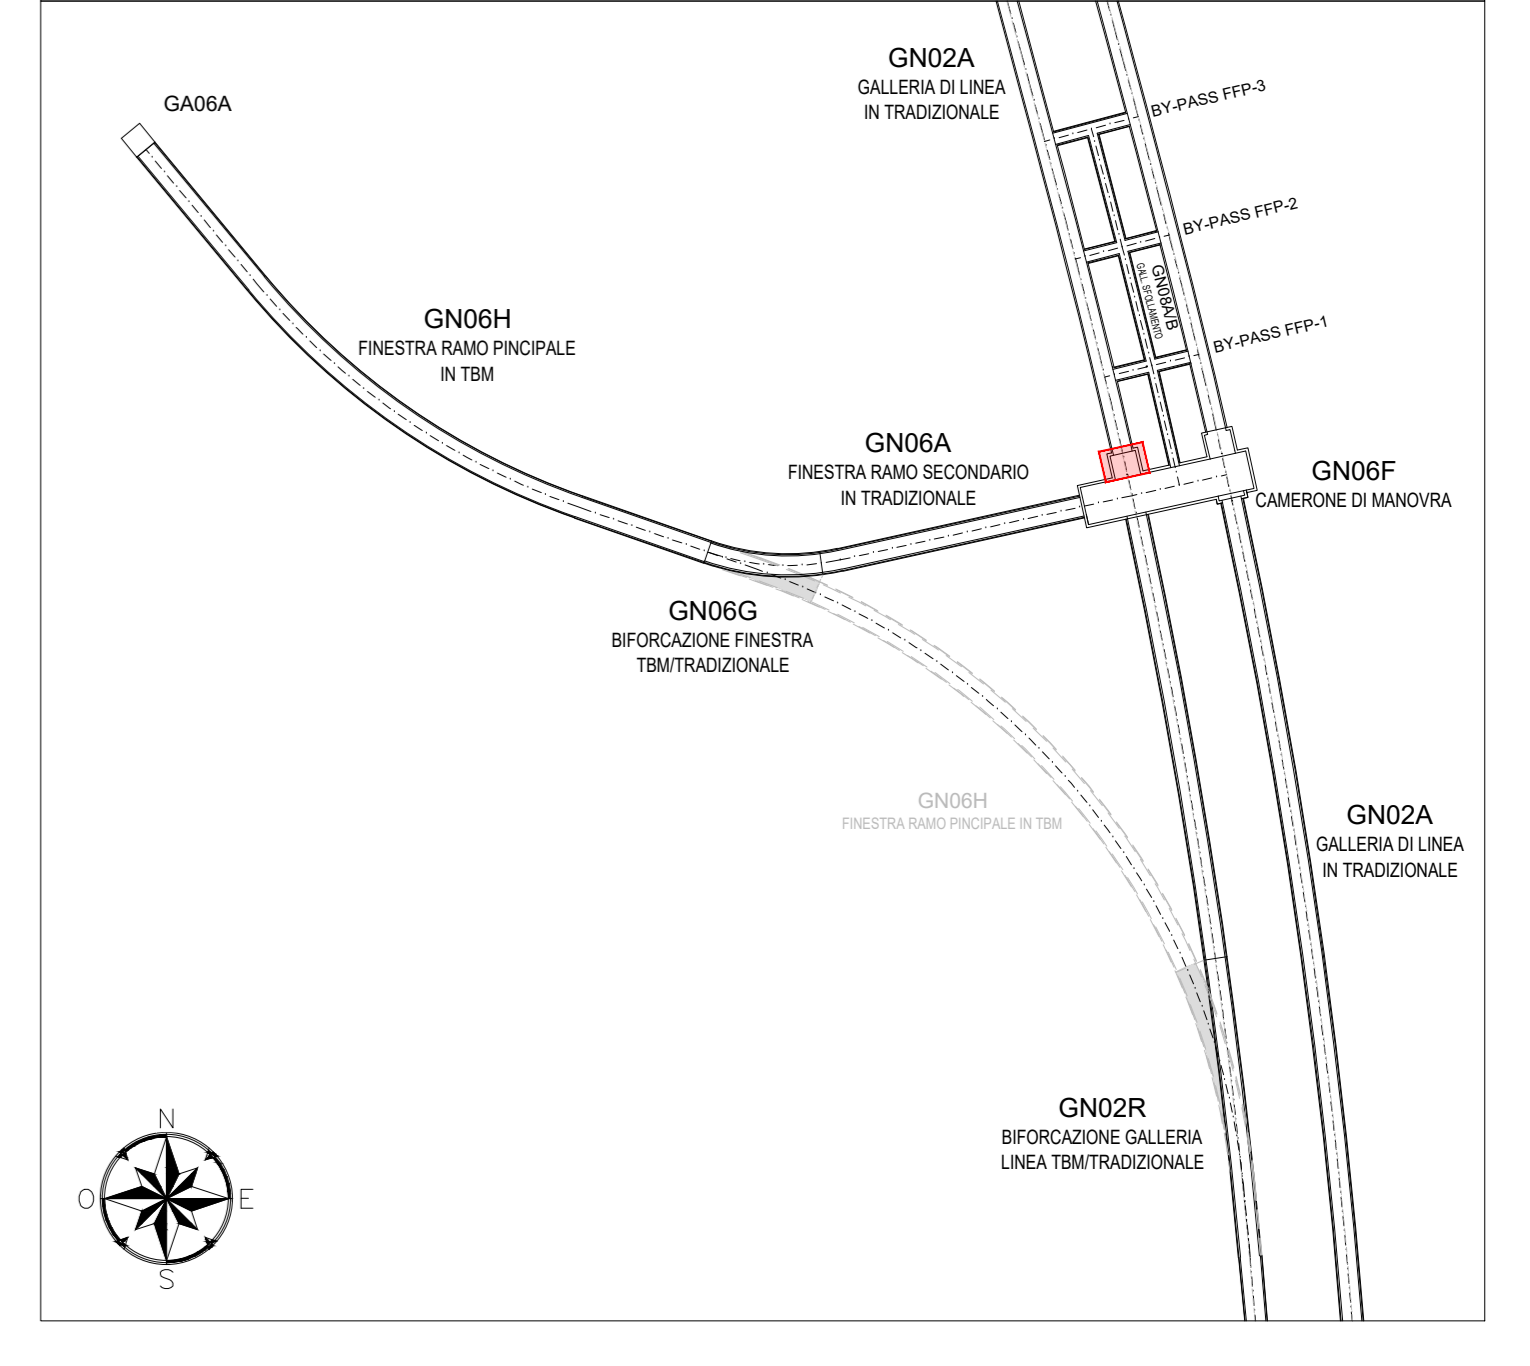 GN02A
GALLERIA DI LINEA
IN TRADIZIONALE
GA06A
BY-PASS FFP-3
BY-PASS FFP-2
GN08A/B
GALL. SFOLLAMENTO
BY-PASS FFP-1
GN06H
FINESTRA RAMO PINCIPALE
IN TBM
GN06A
FINESTRA RAMO SECONDARIO
IN TRADIZIONALE
GN06F
CAMERONE DI MANOVRA
GN06G
BIFORCAZIONE FINESTRA
TBM/TRADIZIONALE
GN06H
FINESTRA RAMO PINCIPALE IN TBM
GN02A
GALLERIA DI LINEA
IN TRADIZIONALE
GN02R
BIFORCAZIONE GALLERIA
LINEA TBM/TRADIZIONALE
N
O
E
S